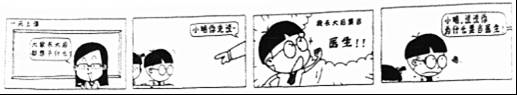 一天上课
大家长大后
都想干什么
小明你先说
我长大后要当
医生!!
小明,说说你
为什么要当医生